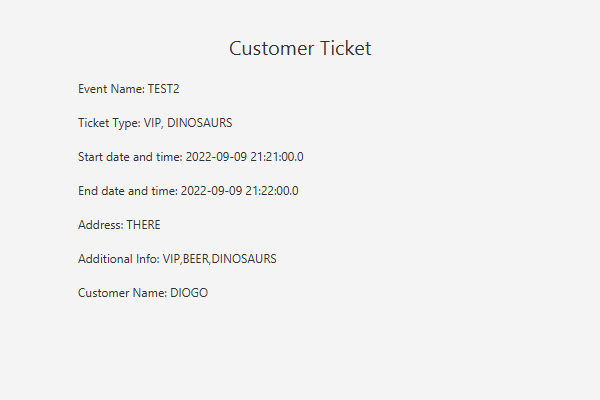 Customer Ticket
Event Name: TEST2
Ticket Type: VIP, DINOSAURS
Start date and time: 2022-09-09 21:21:00.0
End date and time: 2022-09-09 21:22:00.0
Address: THERE
Additional Info: VIP,BEER,DINOSAURS
Customer Name: DIOGO